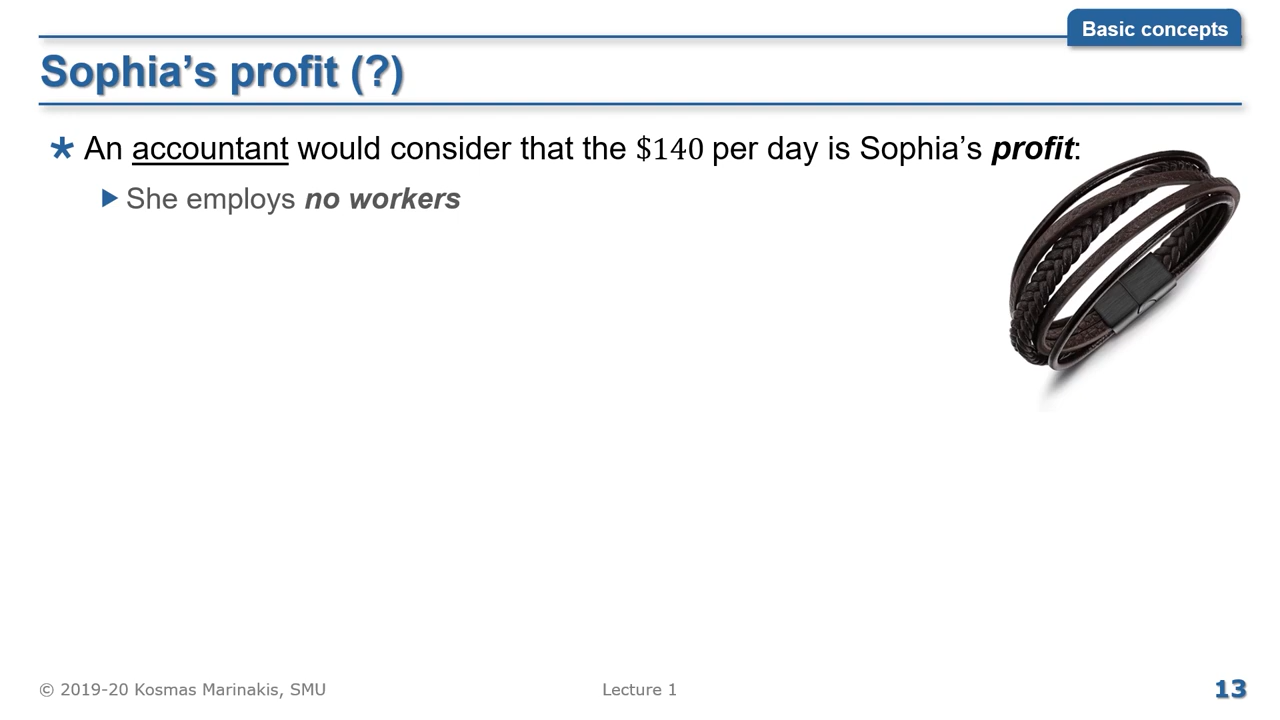 Basic concepts
Sophia’s profit (?)
* An accountant would consider that the $140 per day is Sophia’s profit:
She employs no workers
© 2019-20 Kosmas Marinakis, SMU
Lecture 1
13